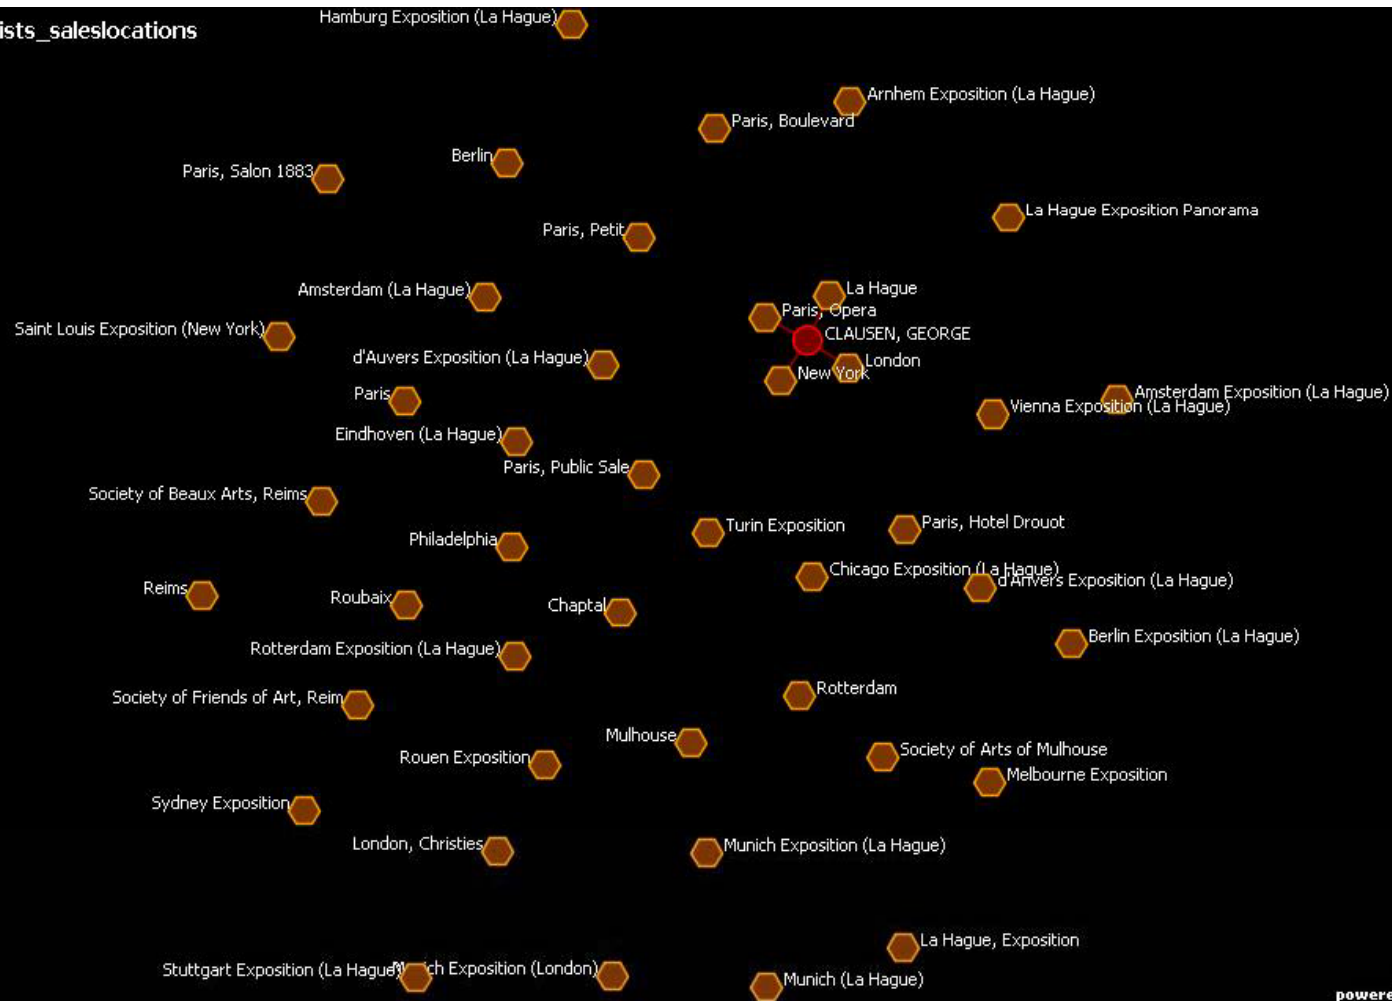 Hamburg Exposition (La Hague)
ists_saleslocations
Arnhem Exposition (La Hague)
Paris, Boulevard
Berlin
Paris, Salon 1883
La Hague Exposition Panorama
Paris, Petit
La Hague
Amsterdam (La Hague)
Paris, Opera
Saint Louis Exposition (New York)
CLAUSEN, GEORGE
d'Auvers Exposition (La Hague)
London
New York
Paris
Amsterdam Exposition (La Hague)
Vienna Exposition (La Hague)
Eindhoven (La Hague)
Paris, Public Sale
Society of Beaux Arts, Reims
Paris, Hotel Drouot
Turin Exposition
Philadelphia
Chicago Exposition (La Hague)
d'Anvers Exposition (La Hague)
Reims
Roubaix
Chaptal
Berlin Exposition (La Hague)
Rotterdam Exposition (La Hague)
Rotterdam
Society of Friends of Art, Reim
Mulhouse
Society of Arts of Mulhouse
Rouen Exposition
Melbourne Exposition
Sydney Exposition
London, Christies
Munich Exposition (La Hague)
La Hague, Exposition
Stuttgart Exposition (La Hague)
Munich Exposition (London)
Munich (La Hague)
powere